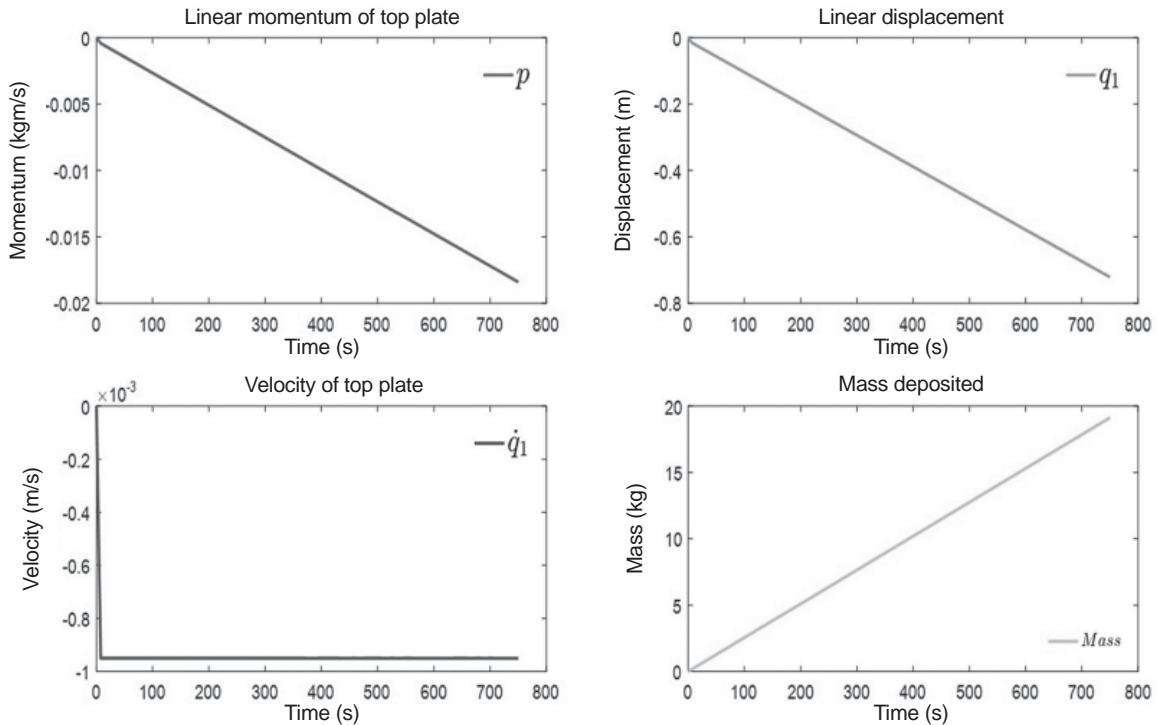 Linear momentum of top plate
Momentum (kgm/s)
0
-0.005
-0.01
-0.015
-0.02
p
0 100 200 300 400 500 600 700 800
Time (s)
Linear displacement
Displacement (m)
0
-0.2
-0.4
-0.6
-0.8
q1
0 100 200 300 400 500 600 700 800
Time (s)
Velocity of top plate
×10-3
Velocity (m/s)
0
-0.2
-0.4
-0.6
-0.8
-1
q̇1
0 100 200 300 400 500 600 700 800
Time (s)
Mass deposited
Mass (kg)
20
15
10
5
0
Mass
0 100 200 300 400 500 600 700 800
Time (s)